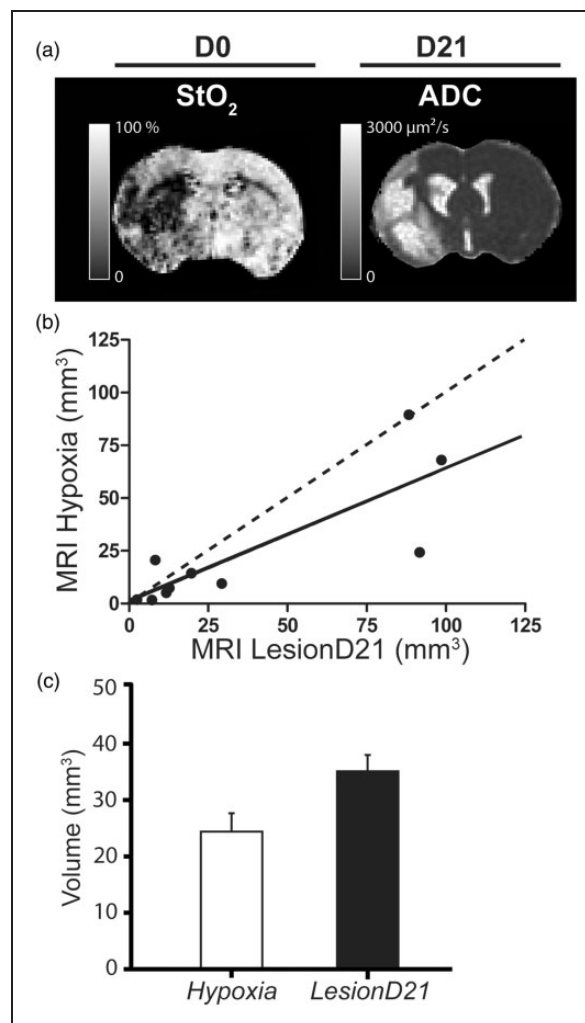 (a)
D0 D21
StO₂ ADC
100 % 3000 µm²/s
0 0
(b)
125
100
75
50
25
0
0 25 50 75 100 125
MRI Hypoxia (mm³)
MRI LesionD21 (mm³)
(c)
50
40
30
20
10
0
Volume (mm³)
Hypoxia LesionD21